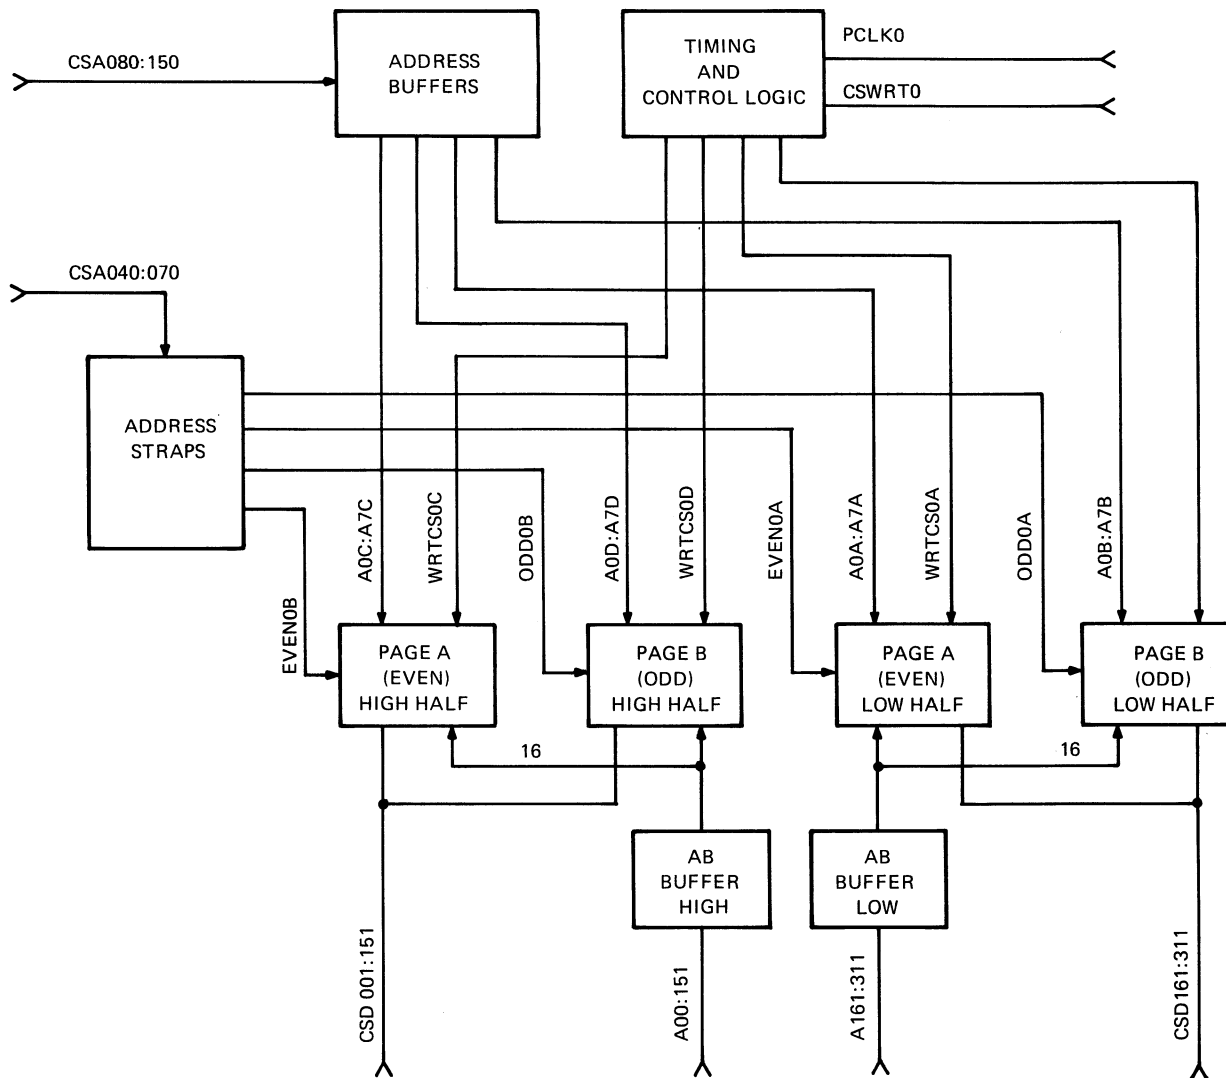 CSA080:150
ADDRESS
BUFFERS
TIMING
AND
CONTROL LOGIC
PCLK0
CSWRT0
CSA040:070
ADDRESS
STRAPS
EVEN0B
A0C:A7C
WRTCS0C
ODD0B
A0D:A7D
WRTCS0D
EVEN0A
A0A:A7A
WRTCS0A
ODD0A
A0B:A7B
PAGE A
(EVEN)
HIGH HALF
PAGE B
(ODD)
HIGH HALF
PAGE A
(EVEN)
LOW HALF
PAGE B
(ODD)
LOW HALF
16
16
AB
BUFFER
HIGH
AB
BUFFER
LOW
CSD 001:151
A00:151
A161:311
CSD161:311